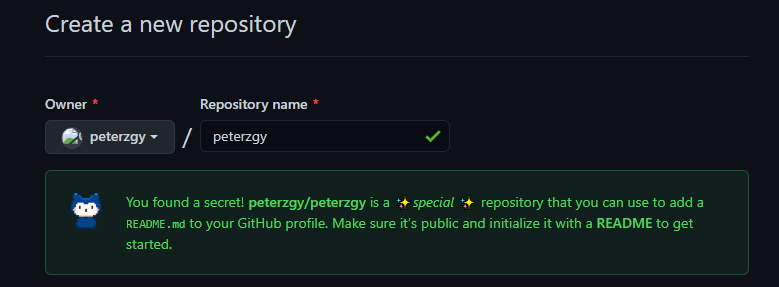 Create a new repository
Owner * Repository name *
peterzgy / peterzgy
You found a secret! peterzgy/peterzgy is a ✨special✨ repository that you can use to add a
README.md to your GitHub profile. Make sure it's public and initialize it with a README to get
started.